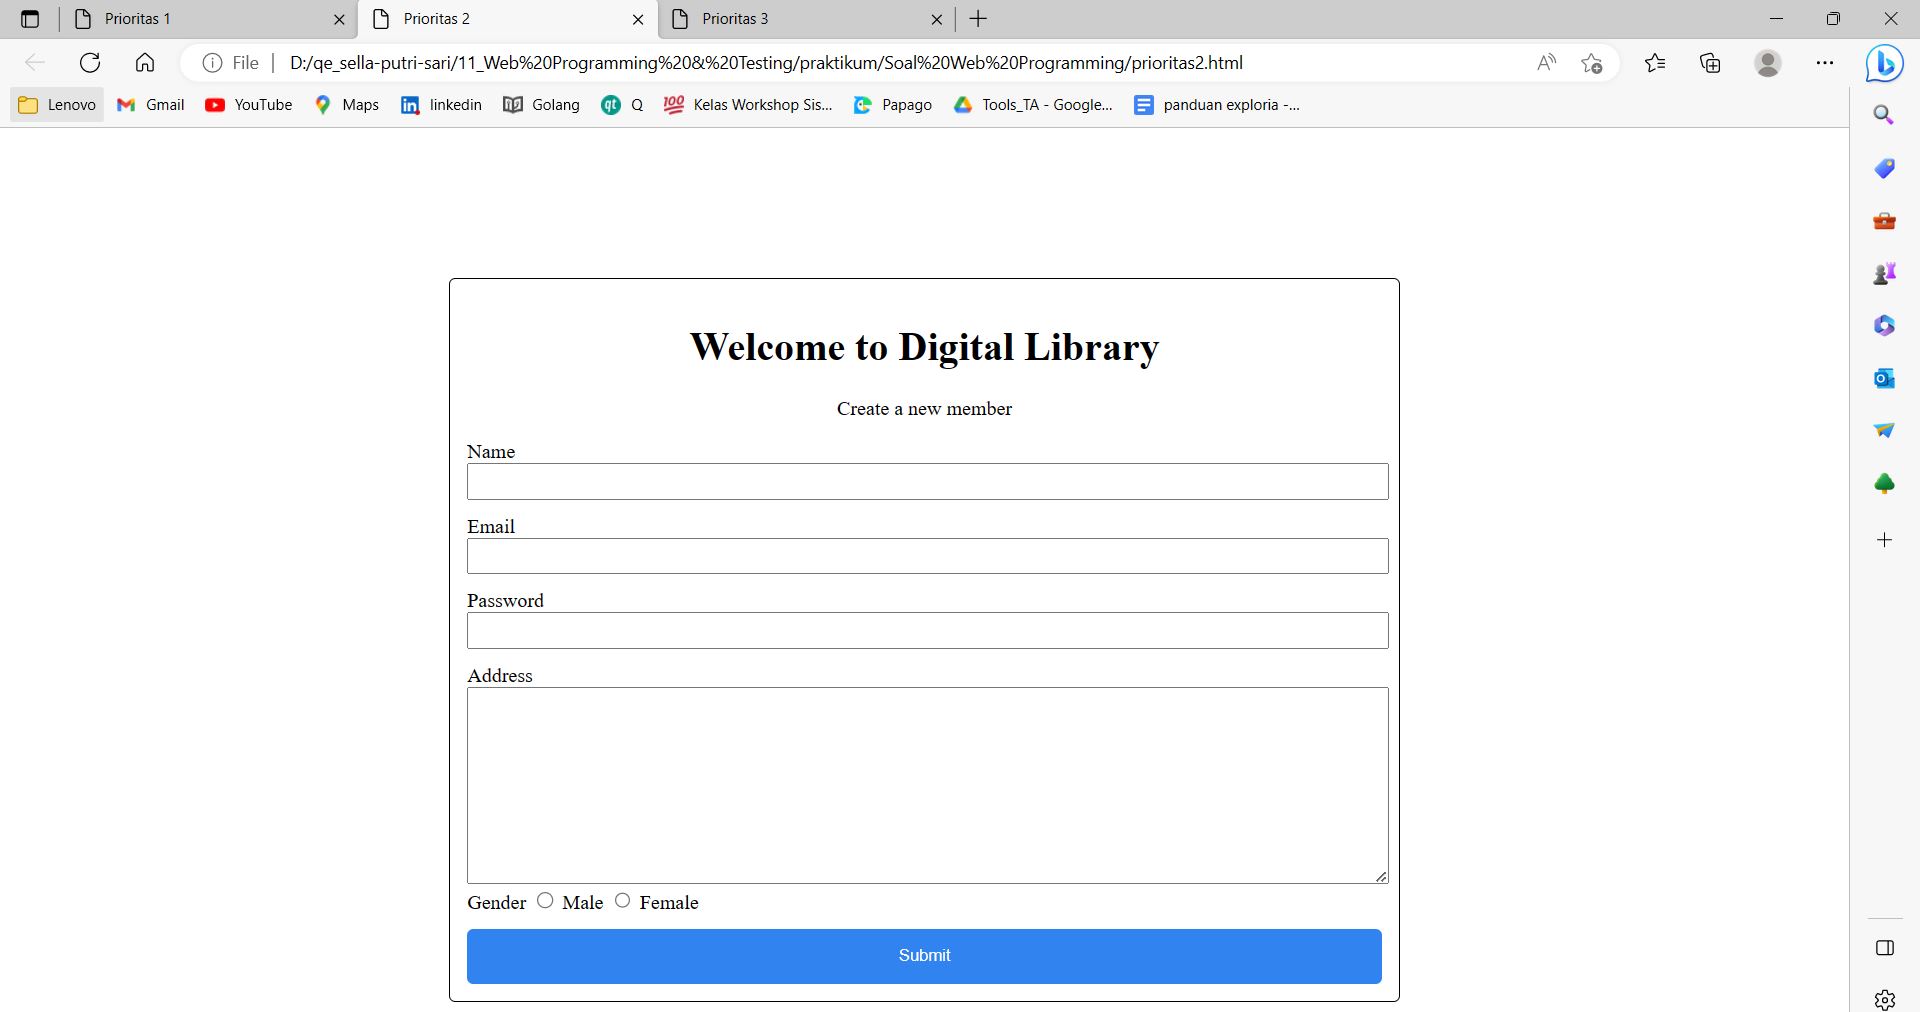 Prioritas 1 Prioritas 2 Prioritas 3
File D:/qe_sella-putri-sari/11_Web%20Programming%20&%20Testing/praktikum/Soal%20Web%20Programming/prioritas2.html
Lenovo Gmail YouTube Maps linkedin Golang Q Kelas Workshop Sis... Papago Tools_TA - Google... panduan exploria -...
Welcome to Digital Library
Create a new member
Name
Email
Password
Address
Gender Male Female
Submit